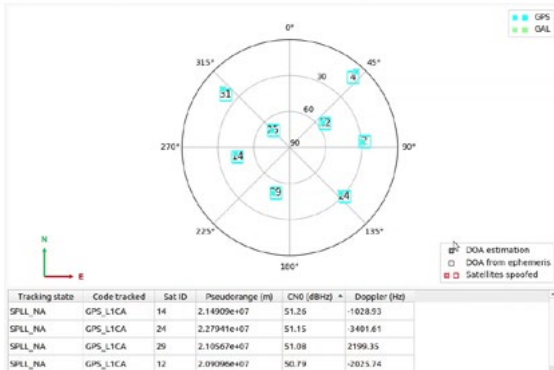 0°
GPS
GAL
315°
45°
30
4
31
60
12
25
270°
90
90°
14
29
24
225°
135°
180°
N
E
DOA estimation
DOA from ephemeris
Satellites spoofed
Tracking state Code tracked Sat ID Pseudorange (m) CN0 (dBHz) Doppler (Hz)
SPLL_NA GPS_L1CA 14 2.14909e+07 51.26 -1028.93
SPLL_NA GPS_L1CA 24 2.27941e+07 51.15 -3401.61
SPLL_NA GPS_L1CA 29 2.10567e+07 51.08 2199.35
SPLL_NA GPS_L1CA 12 2.09096e+07 50.79 -2025.74